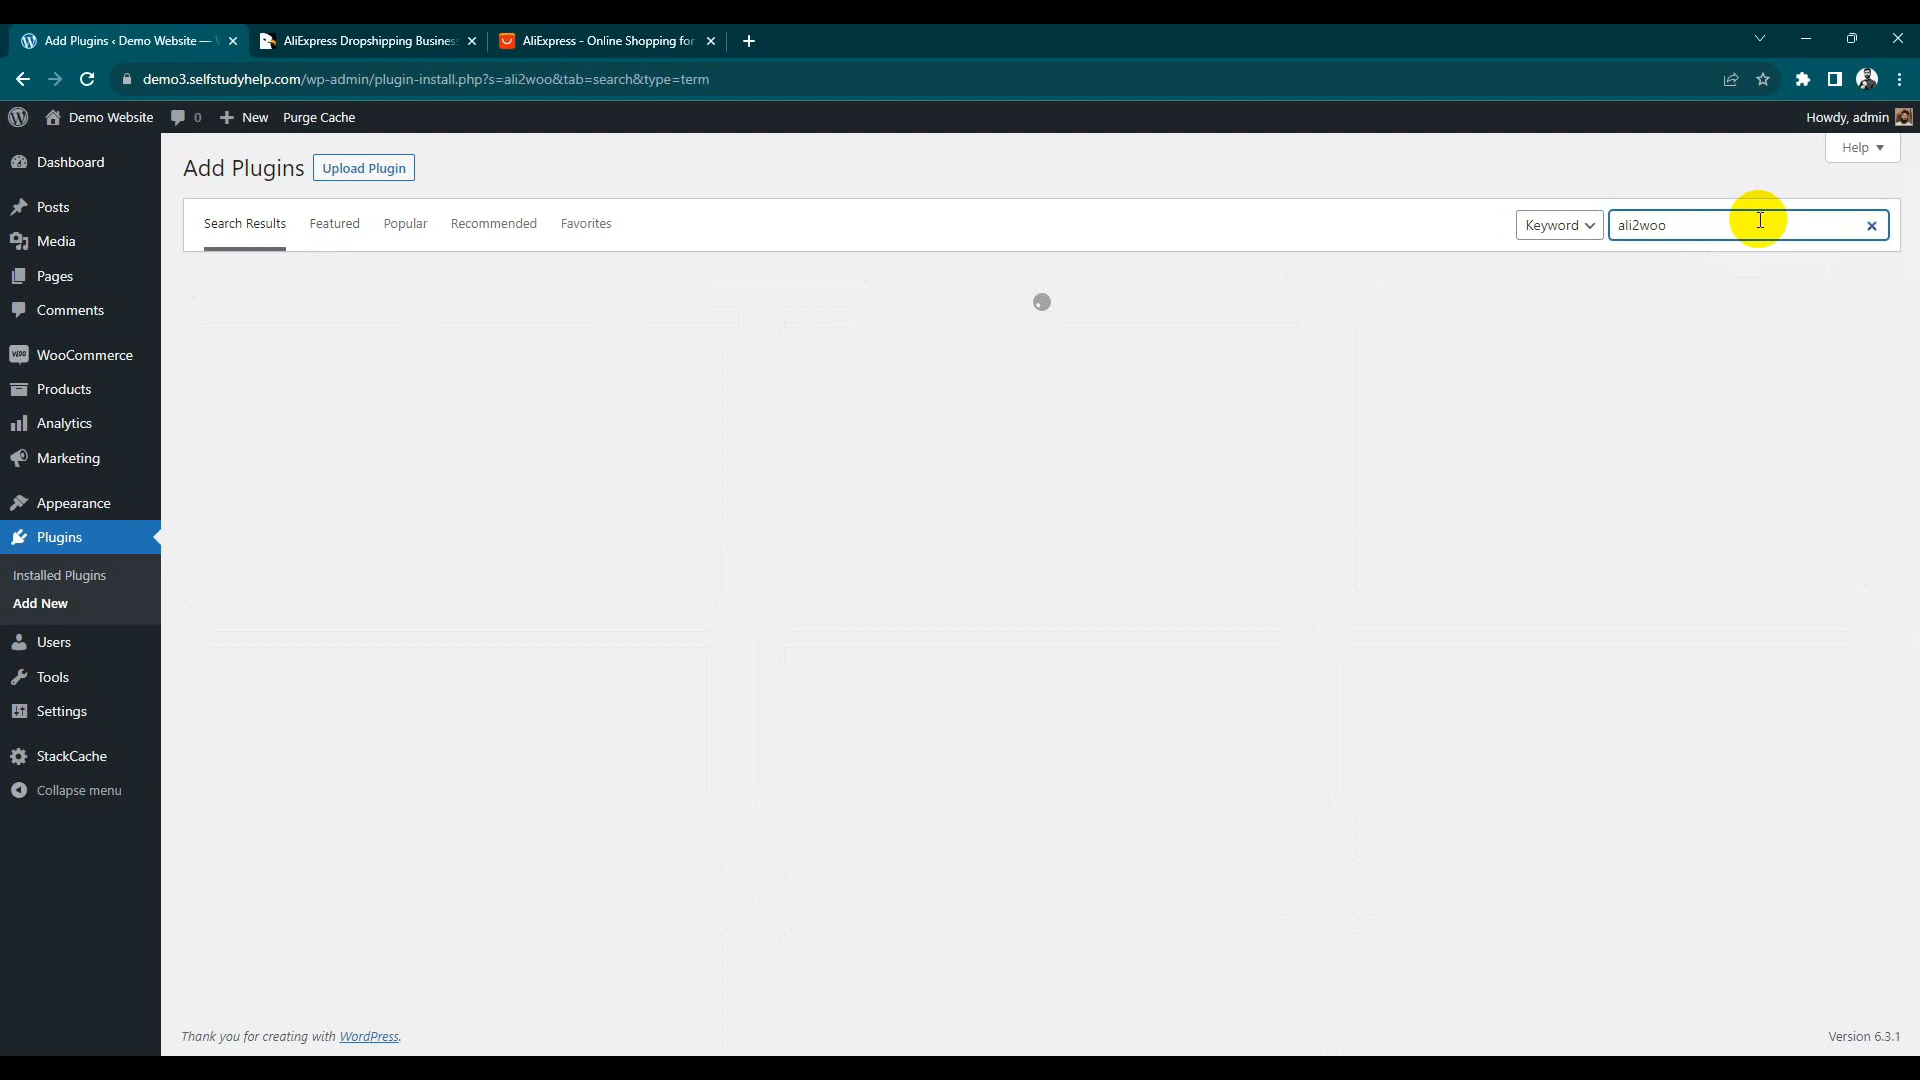 Add Plugins ‹ Demo Website —
AliExpress Dropshipping Busines
AliExpress - Online Shopping for
demo3.selfstudyhelp.com/wp-admin/plugin-install.php?s=ali2woo&tab=search&type=term
Demo Website
0
New
Purge Cache
Howdy, admin
Dashboard
Posts
Media
Pages
Comments
WooCommerce
Products
Analytics
Marketing
Appearance
Plugins
Installed Plugins
Add New
Users
Tools
Settings
StackCache
Collapse menu
Add Plugins
Upload Plugin
Help
Search Results
Featured
Popular
Recommended
Favorites
Keyword
ali2woo
Thank you for creating with WordPress.
Version 6.3.1